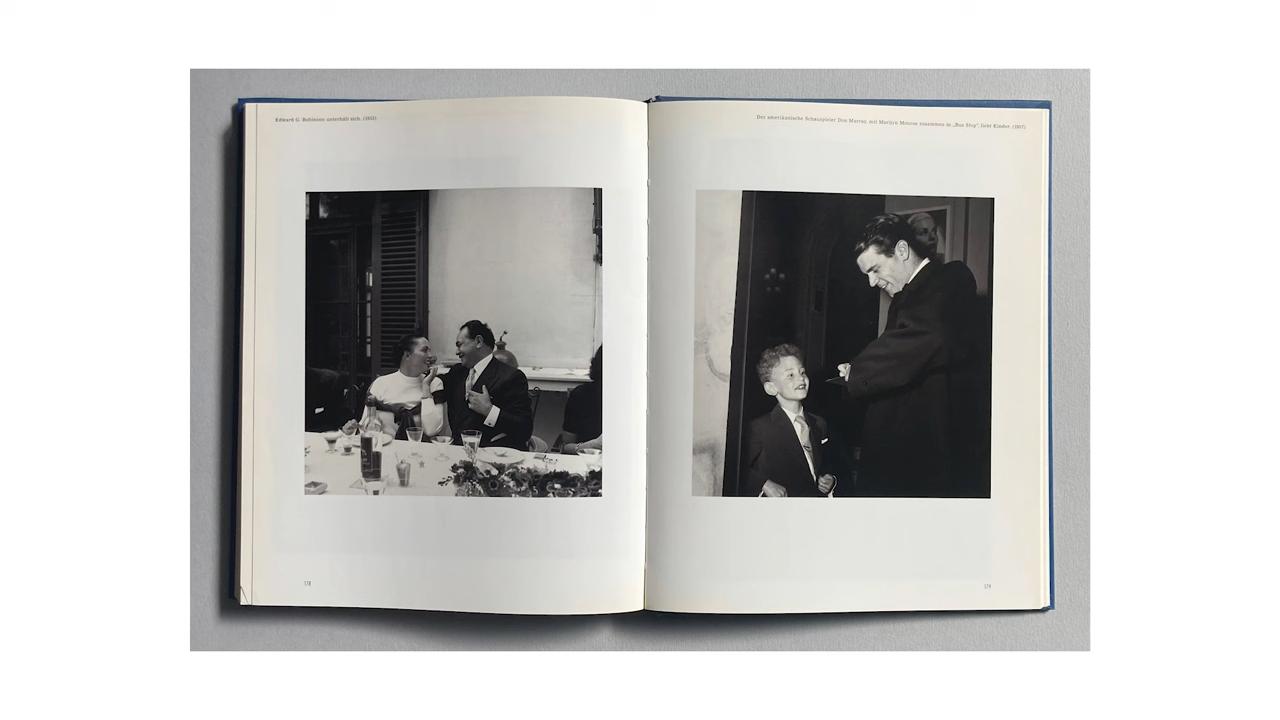 Edward G. Robinson unterhält sich. (1953)
Der amerikanische Schauspieler Don Murray, mit Marilyn Monroe zusammen in „Bus Stop“, liebt Kinder. (1957)
178
179